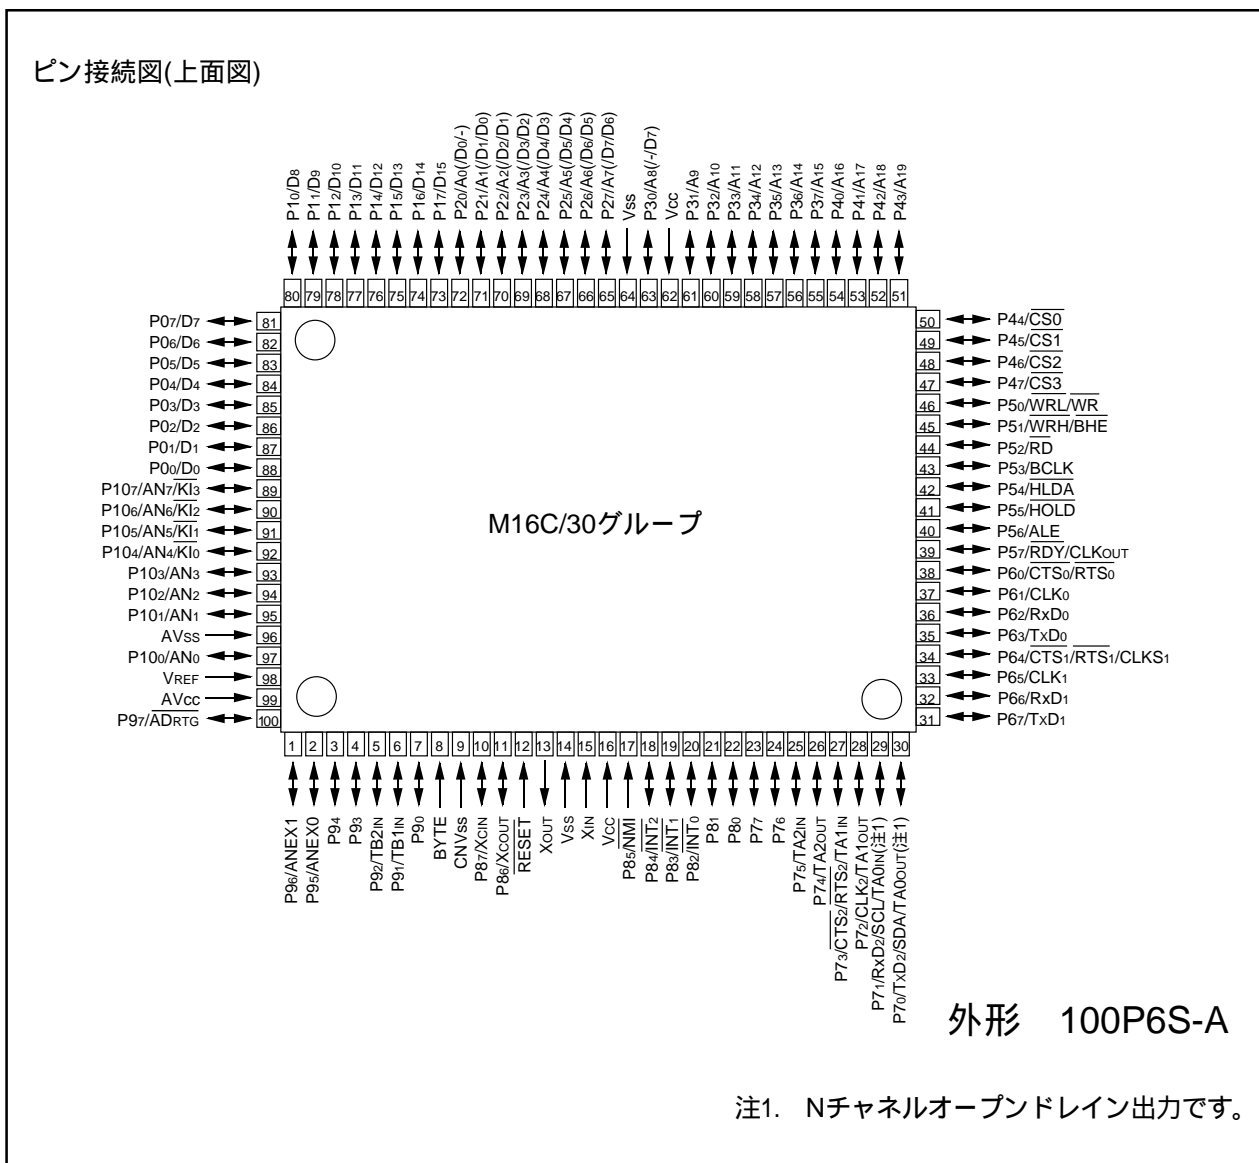 ピン接続図(上面図)
P10/D8
P11/D9
P12/D10
P13/D11
P14/D12
P15/D13
P16/D14
P17/D15
P20/A0(/D0/-)
P21/A1(/D1/D0)
P22/A2(/D2/D1)
P23/A3(/D3/D2)
P24/A4(/D4/D3)
P25/A5(/D5/D4)
P26/A6(/D6/D5)
P27/A7(/D7/D6)
Vss
P30/A8(/-/D7)
Vcc
P31/A9
P32/A10
P33/A11
P34/A12
P35/A13
P36/A14
P37/A15
P40/A16
P41/A17
P42/A18
P43/A19
80 79 78 77 76 75 74 73 72 71 70 69 68 67 66 65 64 63 62 61 60 59 58 57 56 55 54 53 52 51
P07/D7 81
P06/D6 82
P05/D5 83
P04/D4 84
P03/D3 85
P02/D2 86
P01/D1 87
P00/D0 88
P107/AN7/KI3 89
P106/AN6/KI2 90
P105/AN5/KI1 91
P104/AN4/KI0 92
P103/AN3 93
P102/AN2 94
P101/AN1 95
AVSS 96
P100/AN0 97
VREF 98
AVCC 99
P97/ADRTG 100
M16C/30グループ
50 P44/CS0
49 P45/CS1
48 P46/CS2
47 P47/CS3
46 P50/WRL/WR
45 P51/WRH/BHE
44 P52/RD
43 P53/BCLK
42 P54/HLDA
41 P55/HOLD
40 P56/ALE
39 P57/RDY/CLKOUT
38 P60/CTS0/RTS0
37 P61/CLK0
36 P62/RxD0
35 P63/TXD0
34 P64/CTS1/RTS1/CLKS1
33 P65/CLK1
32 P66/RxD1
31 P67/TXD1
1 2 3 4 5 6 7 8 9 10 11 12 13 14 15 16 17 18 19 20 21 22 23 24 25 26 27 28 29 30
P96/ANEX1
P95/ANEX0
P94
P93
P92/TB2IN
P91/TB1IN
P90
BYTE
CNVSS
P87/XCIN
P86/XCOUT
RESET
XOUT
VSS
XIN
VCC
P85/NMI
P84/INT2
P83/INT1
P82/INT0
P81
P80
P77
P76
P75/TA2IN
P74/TA2OUT
P73/CTS2/RTS2/TA1IN
P72/CLK2/TA1OUT
P71/RxD2/SCL/TA0IN(注1)
P70/TXD2/SDA/TA0OUT(注1)
外形 100P6S-A
注1. Nチャネルオープンドレイン出力です。